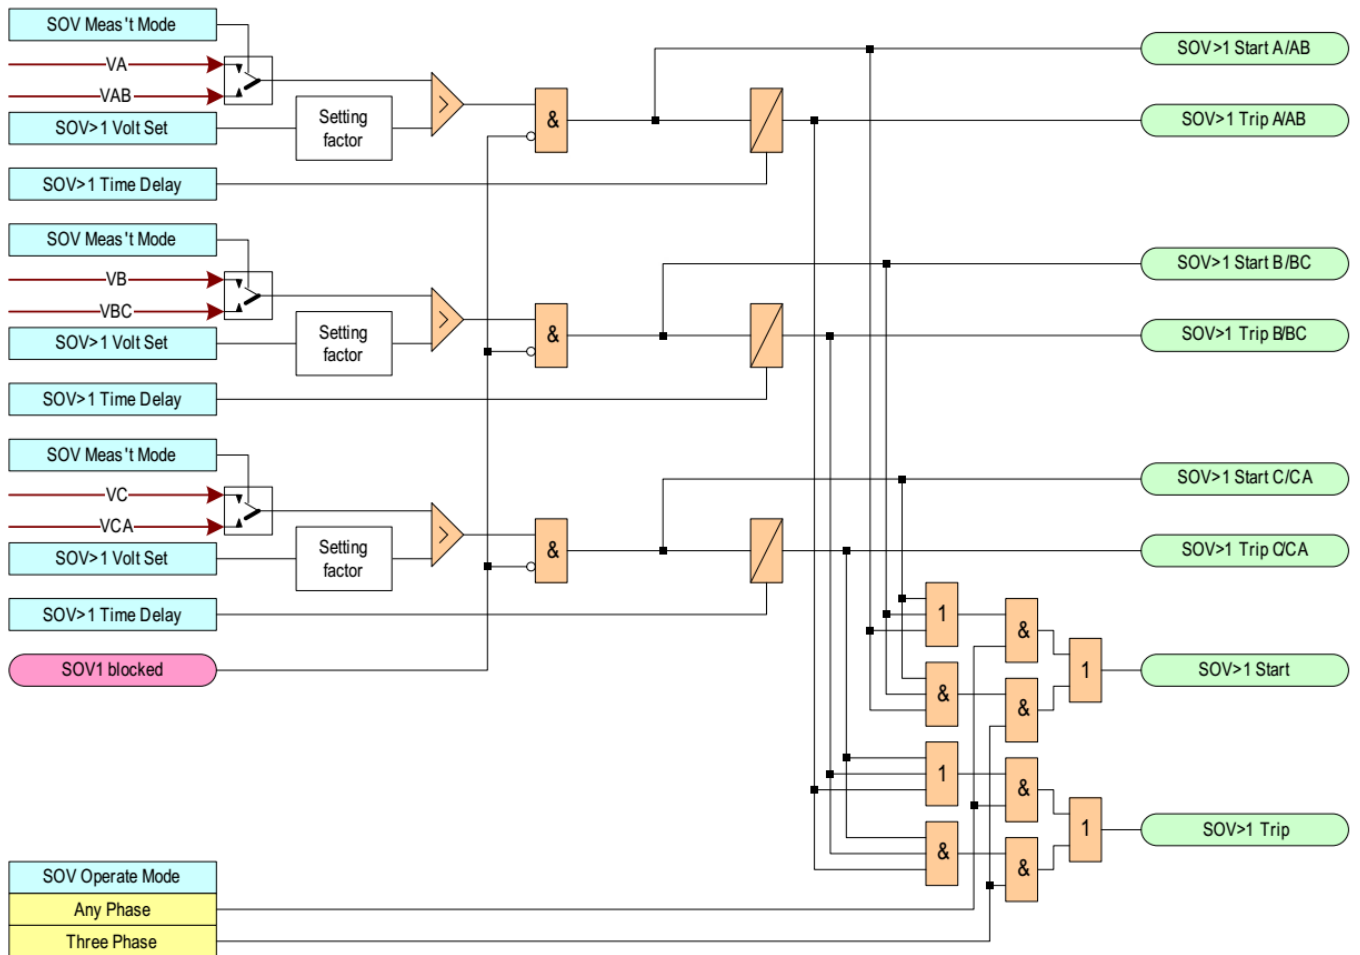 SOV Meas't Mode
VA
VAB
SOV>1 Volt Set
Setting
factor
>
&
SOV>1 Time Delay
SOV>1 Start A/AB
SOV>1 Trip A/AB
SOV Meas't Mode
VB
VBC
SOV>1 Volt Set
Setting
factor
>
&
SOV>1 Time Delay
SOV>1 Start B/BC
SOV>1 Trip B/BC
SOV Meas't Mode
VC
VCA
SOV>1 Volt Set
Setting
factor
>
&
SOV>1 Time Delay
SOV>1 Start C/CA
SOV>1 Trip C/CA
SOV1 blocked
1
&
&
&
1
SOV>1 Start
1
&
&
&
1
SOV>1 Trip
SOV Operate Mode
Any Phase
Three Phase